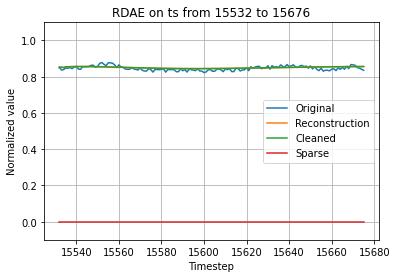 RDAE on ts from 15532 to 15676
1.0
0.8
0.6
0.4
0.2
0.0
Normalized value
Original
Reconstruction
Cleaned
Sparse
15540 15560 15580 15600 15620 15640 15660 15680
Timestep